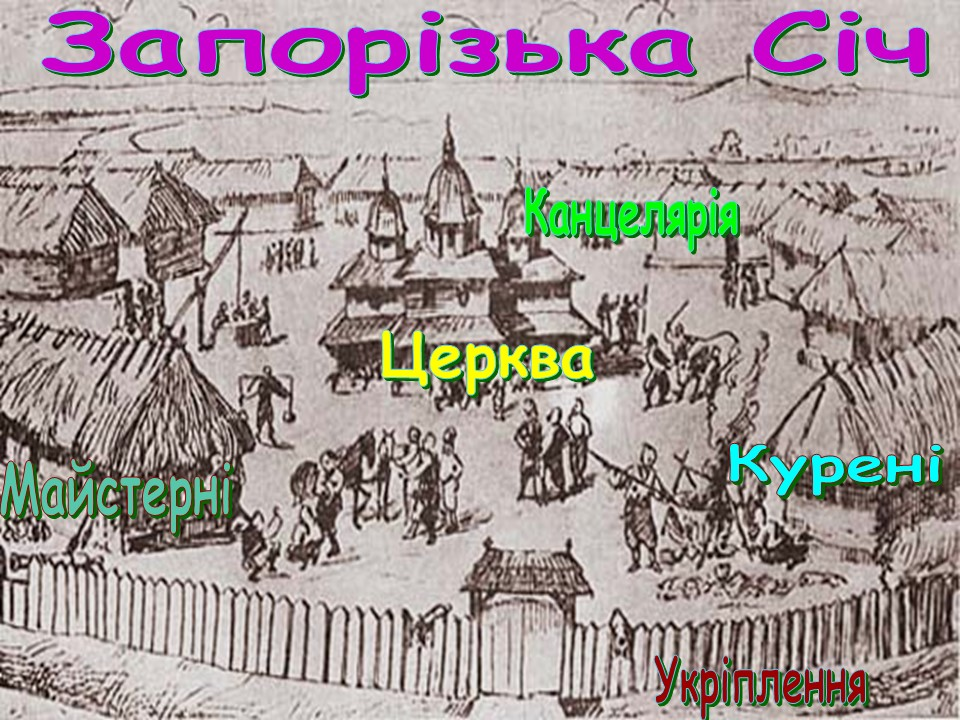 Запорізька Січ
Канцелярія
Церква
Курені
Майстерні
Укріплення